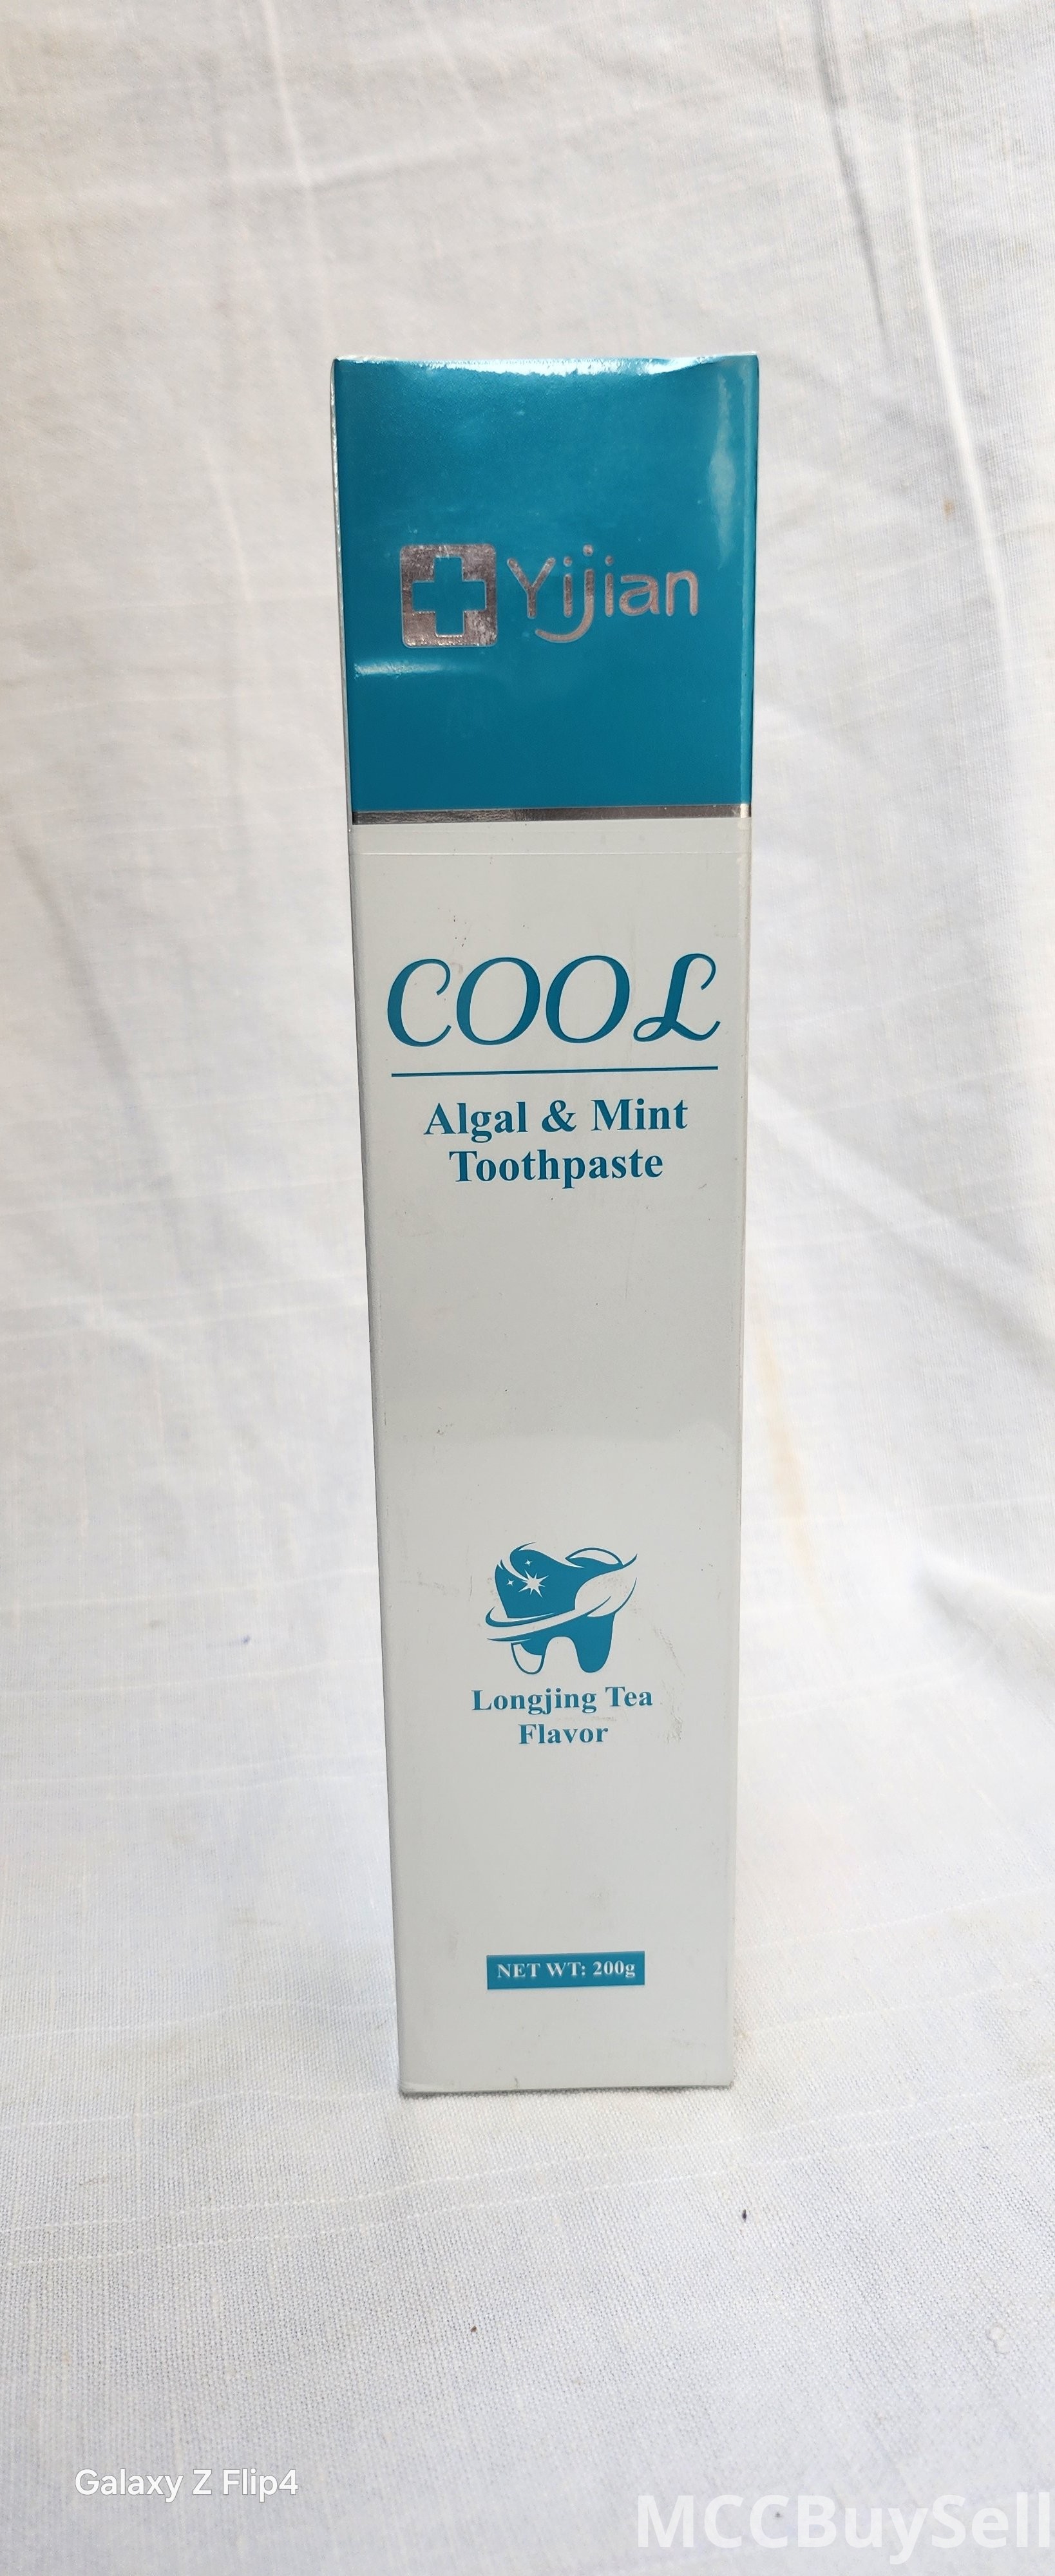 Yijian
COOL
Algal & Mint
Toothpaste
Longjing Tea
Flavor
NET WT: 200g
Galaxy Z Flip4
MCCBuySell